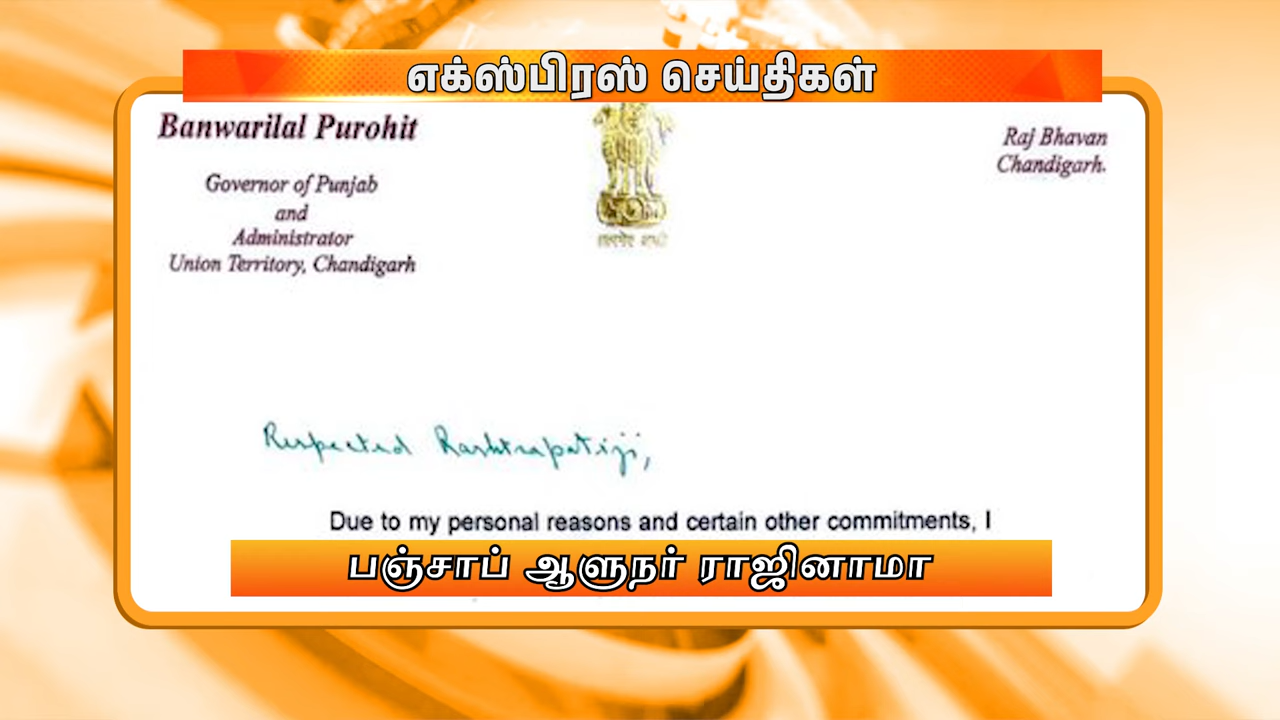 எக்ஸ்பிரஸ் செய்திகள்
Banwarilal Purohit
Governor of Punjab
and
Administrator
Union Territory, Chandigarh
Raj Bhavan
Chandigarh.
Respected Rashtrapatiji,
Due to my personal reasons and certain other commitments, I
பஞ்சாப் ஆளுநர் ராஜினாமா